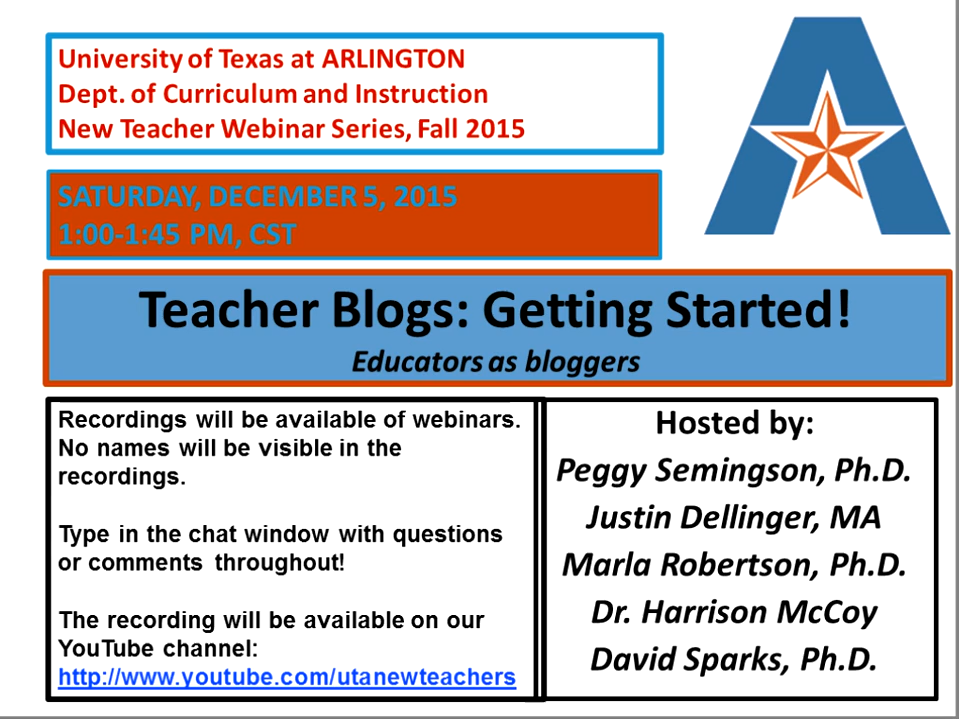 University of Texas at ARLINGTON
Dept. of Curriculum and Instruction
New Teacher Webinar Series, Fall 2015
SATURDAY, DECEMBER 5, 2015
1:00-1:45 PM, CST
Teacher Blogs: Getting Started!
Educators as bloggers
Recordings will be available of webinars.
No names will be visible in the
recordings.
Type in the chat window with questions
or comments throughout!
The recording will be available on our
YouTube channel:
http://www.youtube.com/utanewteachers
Hosted by:
Peggy Semingson, Ph.D.
Justin Dellinger, MA
Marla Robertson, Ph.D.
Dr. Harrison McCoy
David Sparks, Ph.D.